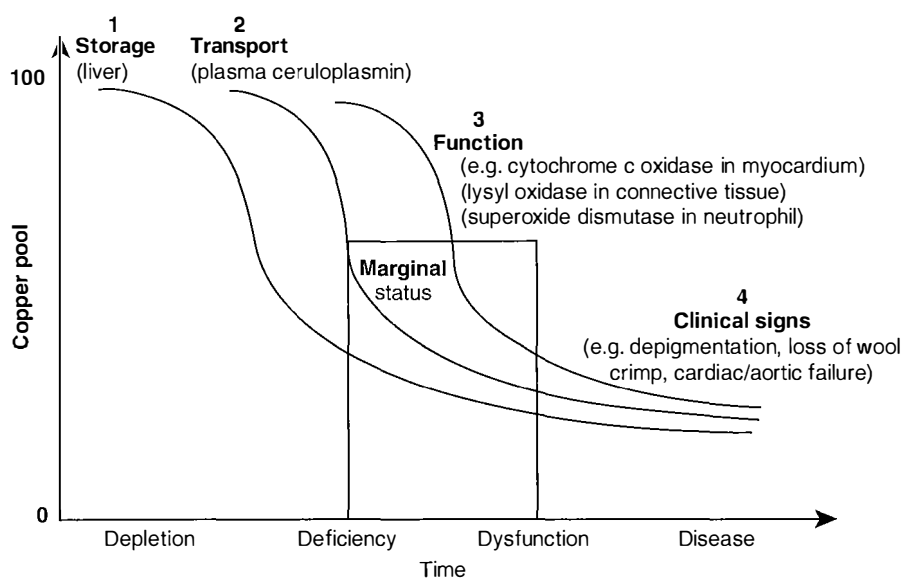 1
Storage
(liver)
2
Transport
(plasma ceruloplasmin)
3
Function
(e.g. cytochrome c oxidase in myocardium)
(lysyl oxidase in connective tissue)
(superoxide dismutase in neutrophil)
Marginal
status
4
Clinical signs
(e.g. depigmentation, loss of wool
crimp, cardiac/aortic failure)
100
Copper pool
0
Depletion
Deficiency
Dysfunction
Disease
Time